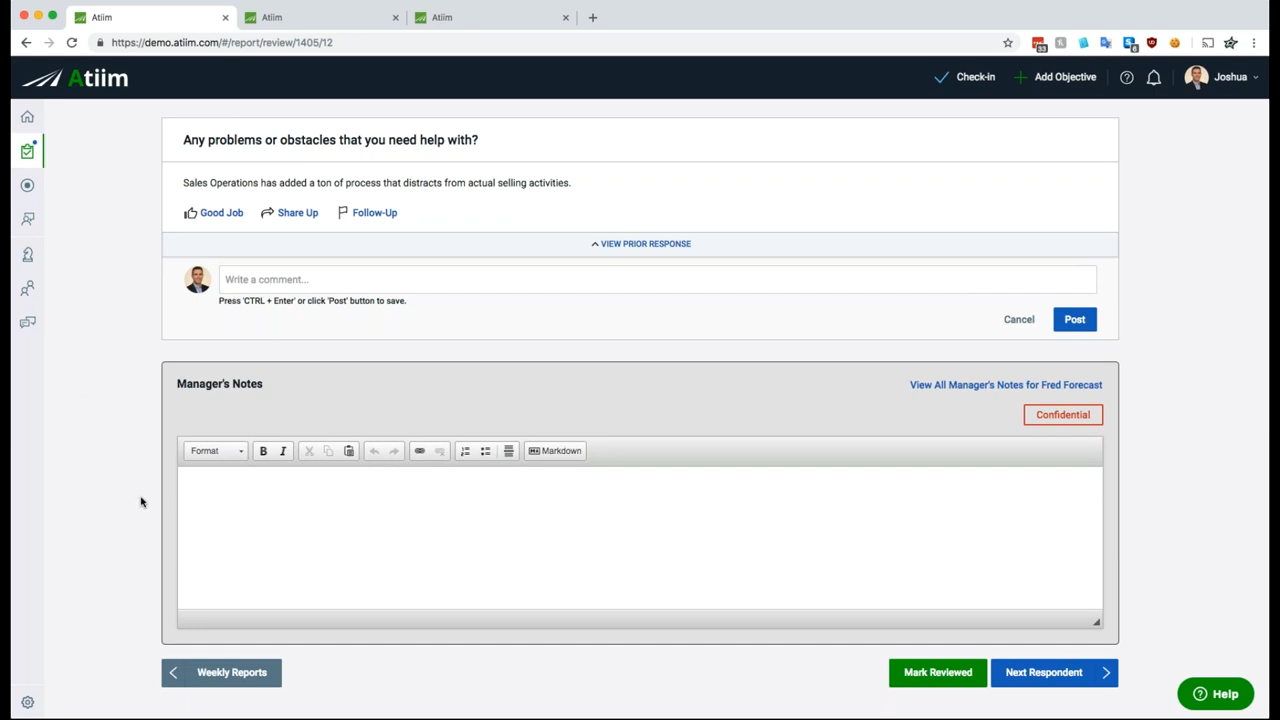 Atiim
Atiim
Atiim
https://demo.atiim.com/#/report/review/1405/12
33
6
Atiim
Check-in
Add Objective
Joshua
Any problems or obstacles that you need help with?
Sales Operations has added a ton of process that distracts from actual selling activities.
Good Job
Share Up
Follow-Up
VIEW PRIOR RESPONSE
Write a comment...
Press 'CTRL + Enter' or click 'Post' button to save.
Cancel
Post
Manager's Notes
View All Manager's Notes for Fred Forecast
Confidential
Format
B I
Markdown
Weekly Reports
Mark Reviewed
Next Respondent
Help